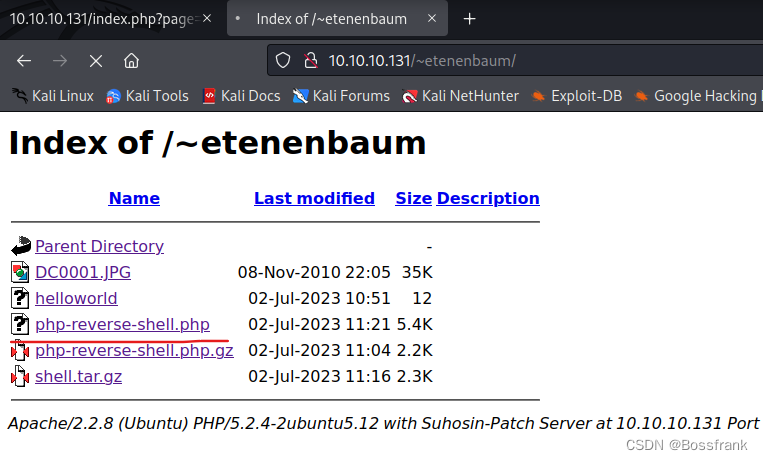 10.10.10.131/index.php?page= × Index of /~etenenbaum × +
10.10.10.131/~etenenbaum/
Kali Linux Kali Tools Kali Docs Kali Forums Kali NetHunter Exploit-DB Google Hacking
Index of /~etenenbaum
Name Last modified Size Description
Parent Directory -
DC0001.JPG 08-Nov-2010 22:05 35K
helloworld 02-Jul-2023 10:51 12
php-reverse-shell.php 02-Jul-2023 11:21 5.4K
php-reverse-shell.php.gz 02-Jul-2023 11:04 2.2K
shell.tar.gz 02-Jul-2023 11:16 2.3K
Apache/2.2.8 (Ubuntu) PHP/5.2.4-2ubuntu5.12 with Suhosin-Patch Server at 10.10.10.131 Port
CSDN @Bossfrank